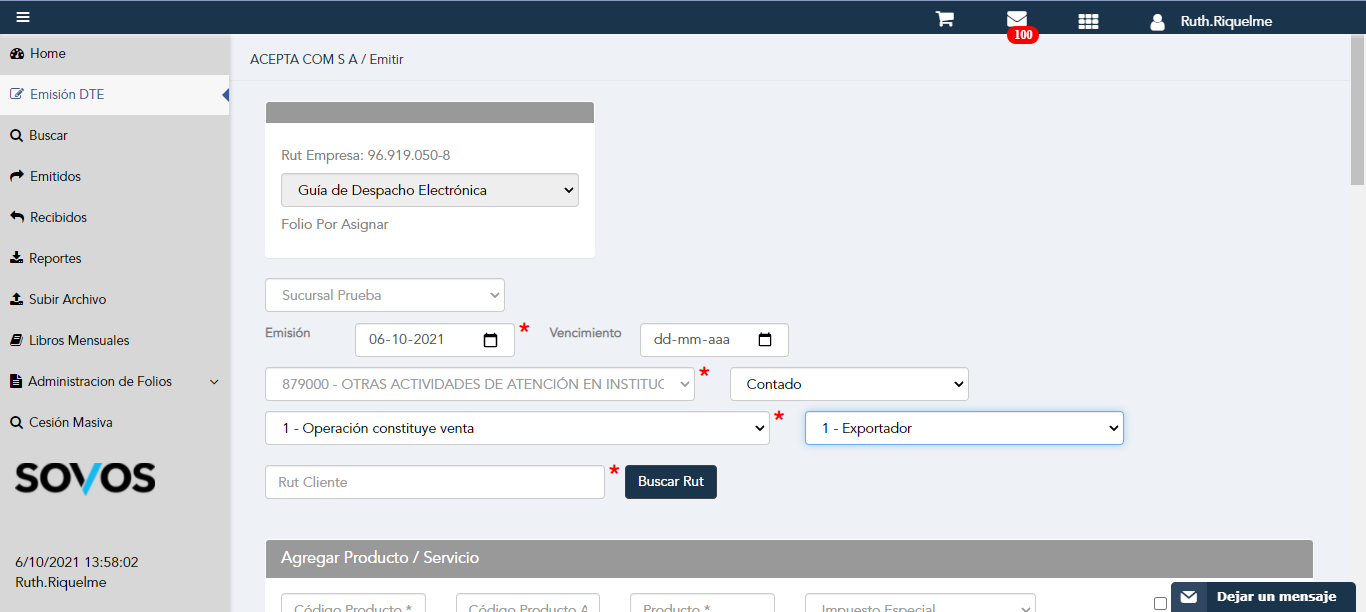 100
Ruth.Riquelme
Home
Emisión DTE
Buscar
Emitidos
Recibidos
Reportes
Subir Archivo
Libros Mensuales
Administracion de Folios
Cesión Masiva
sovos
6/10/2021 13:58:02
Ruth.Riquelme
ACEPTA COM S A / Emitir
Rut Empresa: 96.919.050-8
Guía de Despacho Electrónica
Folio Por Asignar
Sucursal Prueba
Emisión 06-10-2021 * Vencimiento dd-mm-aaa
879000 - OTRAS ACTIVIDADES DE ATENCIÓN EN INSTITUC * Contado
1 - Operación constituye venta * 1 - Exportador
Rut Cliente * Buscar Rut
Agregar Producto / Servicio
Código Producto * Código Producto A Producto * Impuesto Especial
Dejar un mensaje